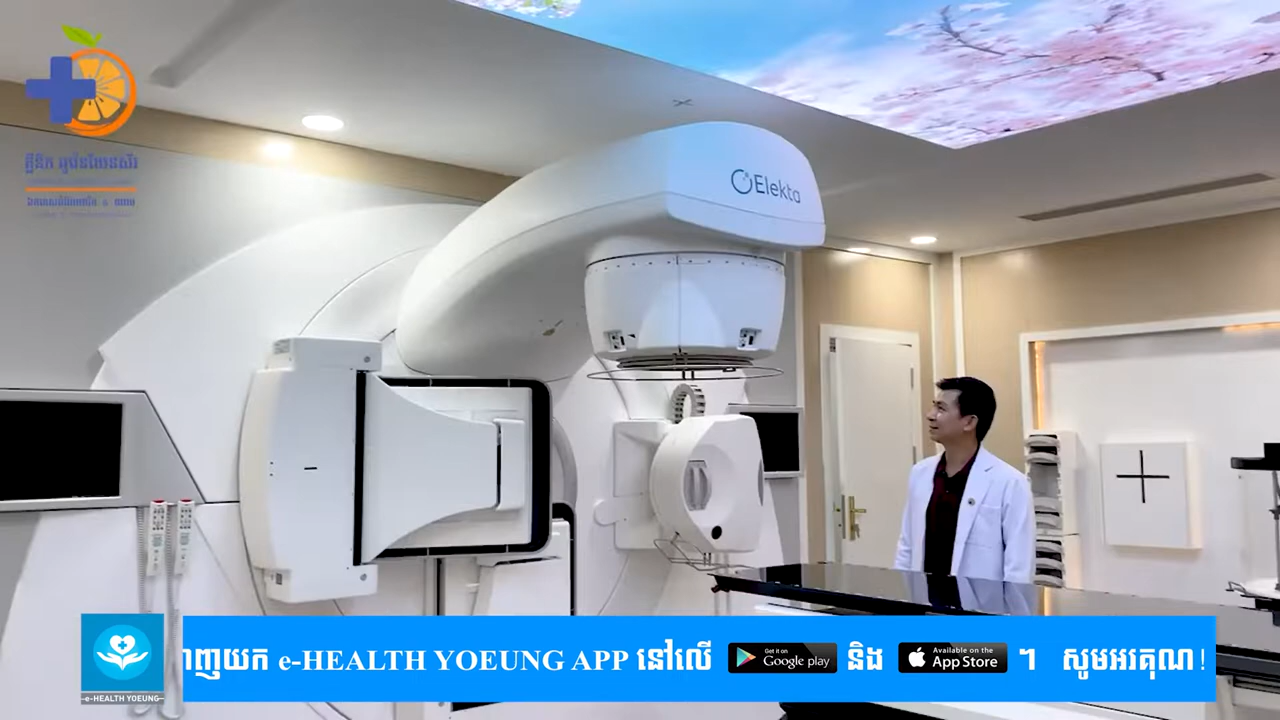 Elekta
ាញយក e-HEALTH YOEUNG APP នៅលើ Get it on Google play និង Available on the App Store ។ សូមអរគុណ!
e-HEALTH YOEUNG